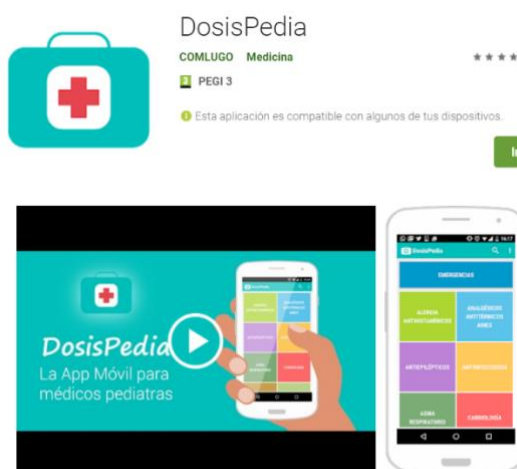 DosisPedia
COMLUGO Medicina
3 PEGI 3
Esta aplicación es compatible con algunos de tus dispositivos.
DosisPedia
La App Móvil para
médicos pediatras
DosisPedia
EMERGENCIAS
ALERGIA
ANTIHISTAMÍNICOS
ANALGÉSICOS
ANTITÉRMICOS
AINES
ANTIEPILÉPTICOS
ASMA
RESPIRATORIO
CARDIOLOGÍA